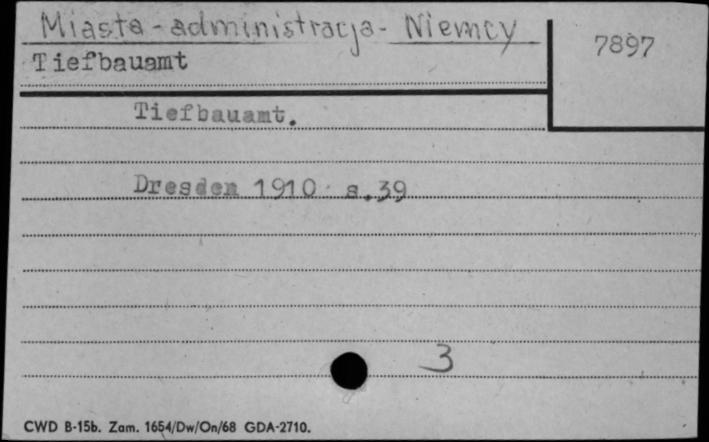 Miasta - administracja - Niemcy
7897
Tiefbauamt
Tiefbauamt.
Dresden 1910 s.39
3
CWD B-15b. Zam. 1654/Dw/On/68 GDA-2710.